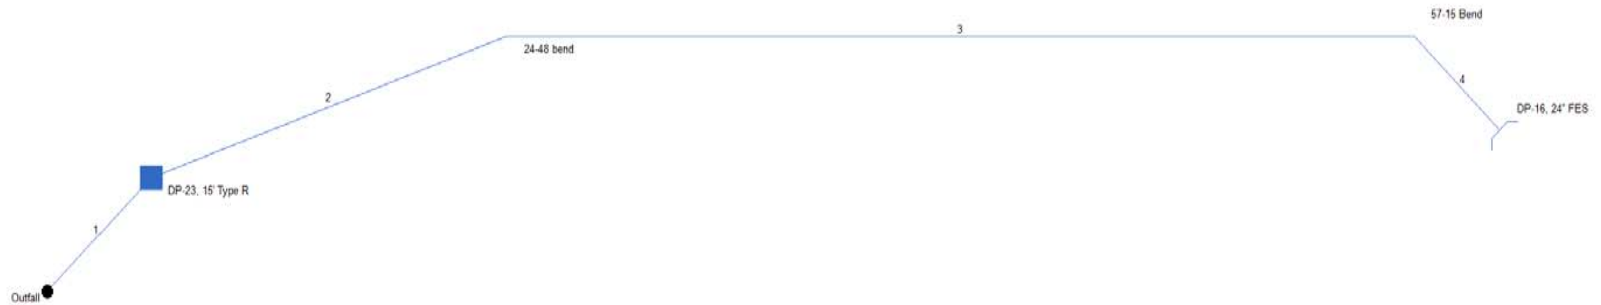 57-15 Bend
3
24-48 bend
4
2
DP-16, 24" FES
DP-23, 15' Type R
1
Outfall